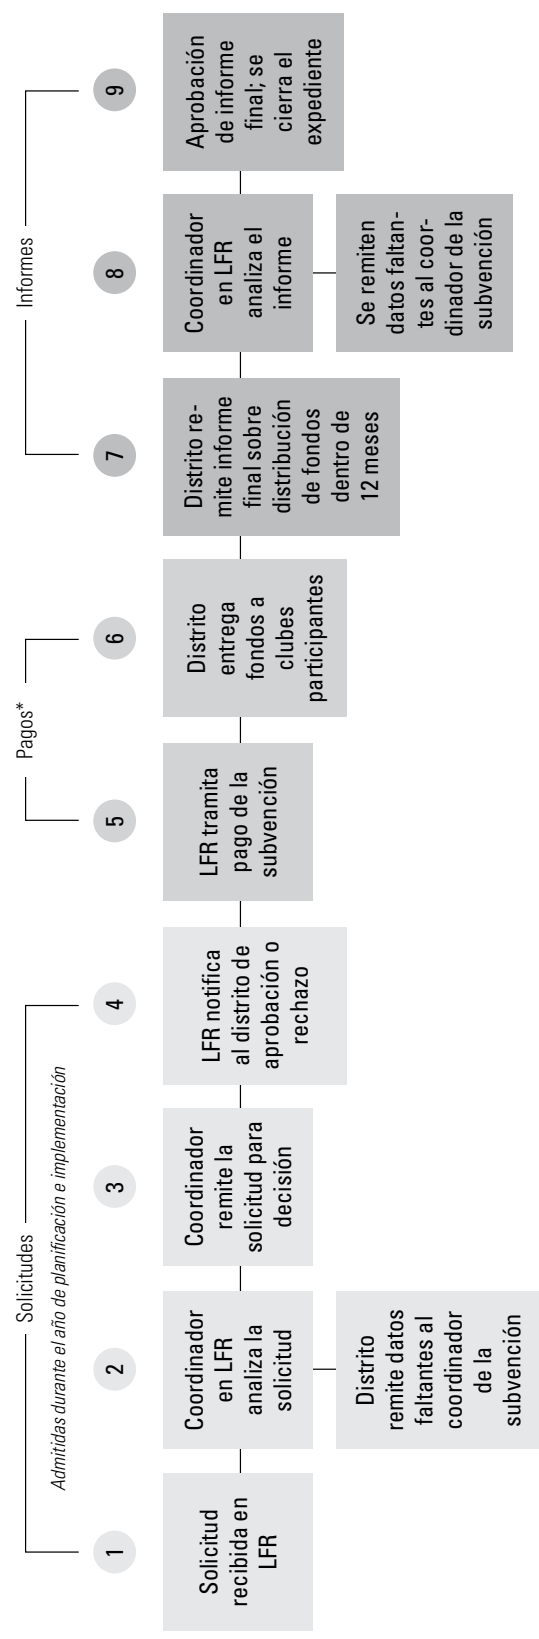 Solicitudes
Admitidas durante el año de planificación e implementación
1
Solicitud
recibida en
LFR
2
Coordinador
en LFR
analiza la
solicitud
Distrito
remite datos
faltantes al
coordinador
de la
subvención
3
Coordinador
remite la
solicitud para
decisión
4
LFR notifica
al distrito de
aprobación o
rechazo
Pagos*
5
LFR tramita
pago de la
subvención
6
Distrito
entrega
fondos a
clubes
participantes
Informes
7
Distrito re-
mite informe
final sobre
distribución
de fondos
dentro de
12 meses
8
Coordinador
en LFR
analiza el
informe
Se remiten
datos faltan-
tes al coor-
dinador de la
subvención
9
Aprobación
de informe
final; se
cierra el
expediente